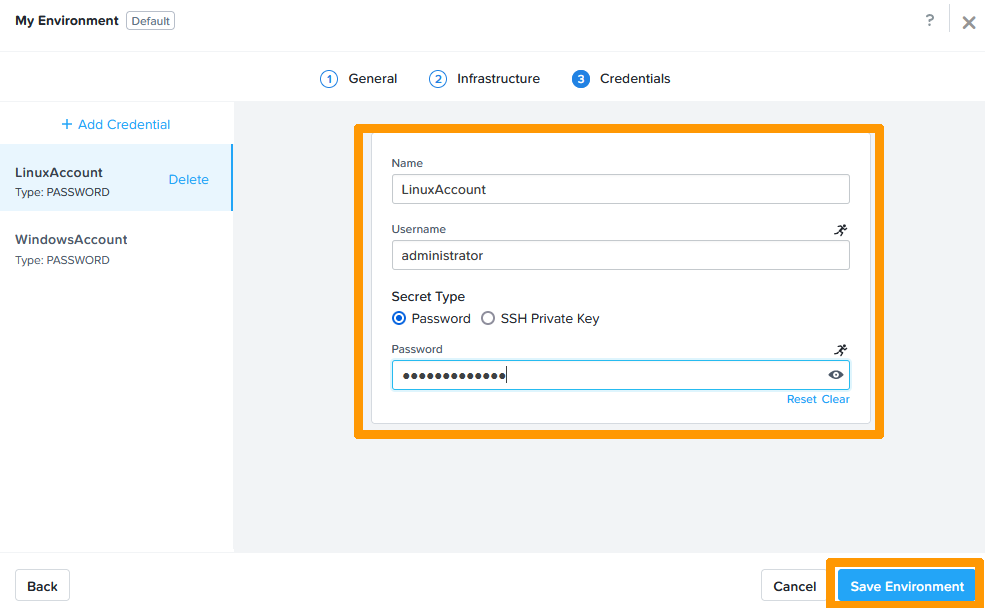 My Environment Default ?
1 General 2 Infrastructure 3 Credentials
+ Add Credential
LinuxAccount
Type: PASSWORD
Delete
WindowsAccount
Type: PASSWORD
Name
LinuxAccount
Username
administrator
Secret Type
Password SSH Private Key
Password
•••••••••••••
Reset Clear
Back Cancel Save Environment